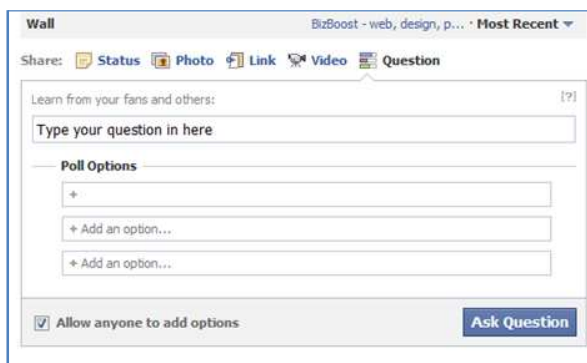 Wall BizBoost - web, design, p... · Most Recent
Share: Status Photo Link Video Question
Learn from your fans and others: [?]
Type your question in here
Poll Options
+
+ Add an option...
+ Add an option...
Allow anyone to add options Ask Question